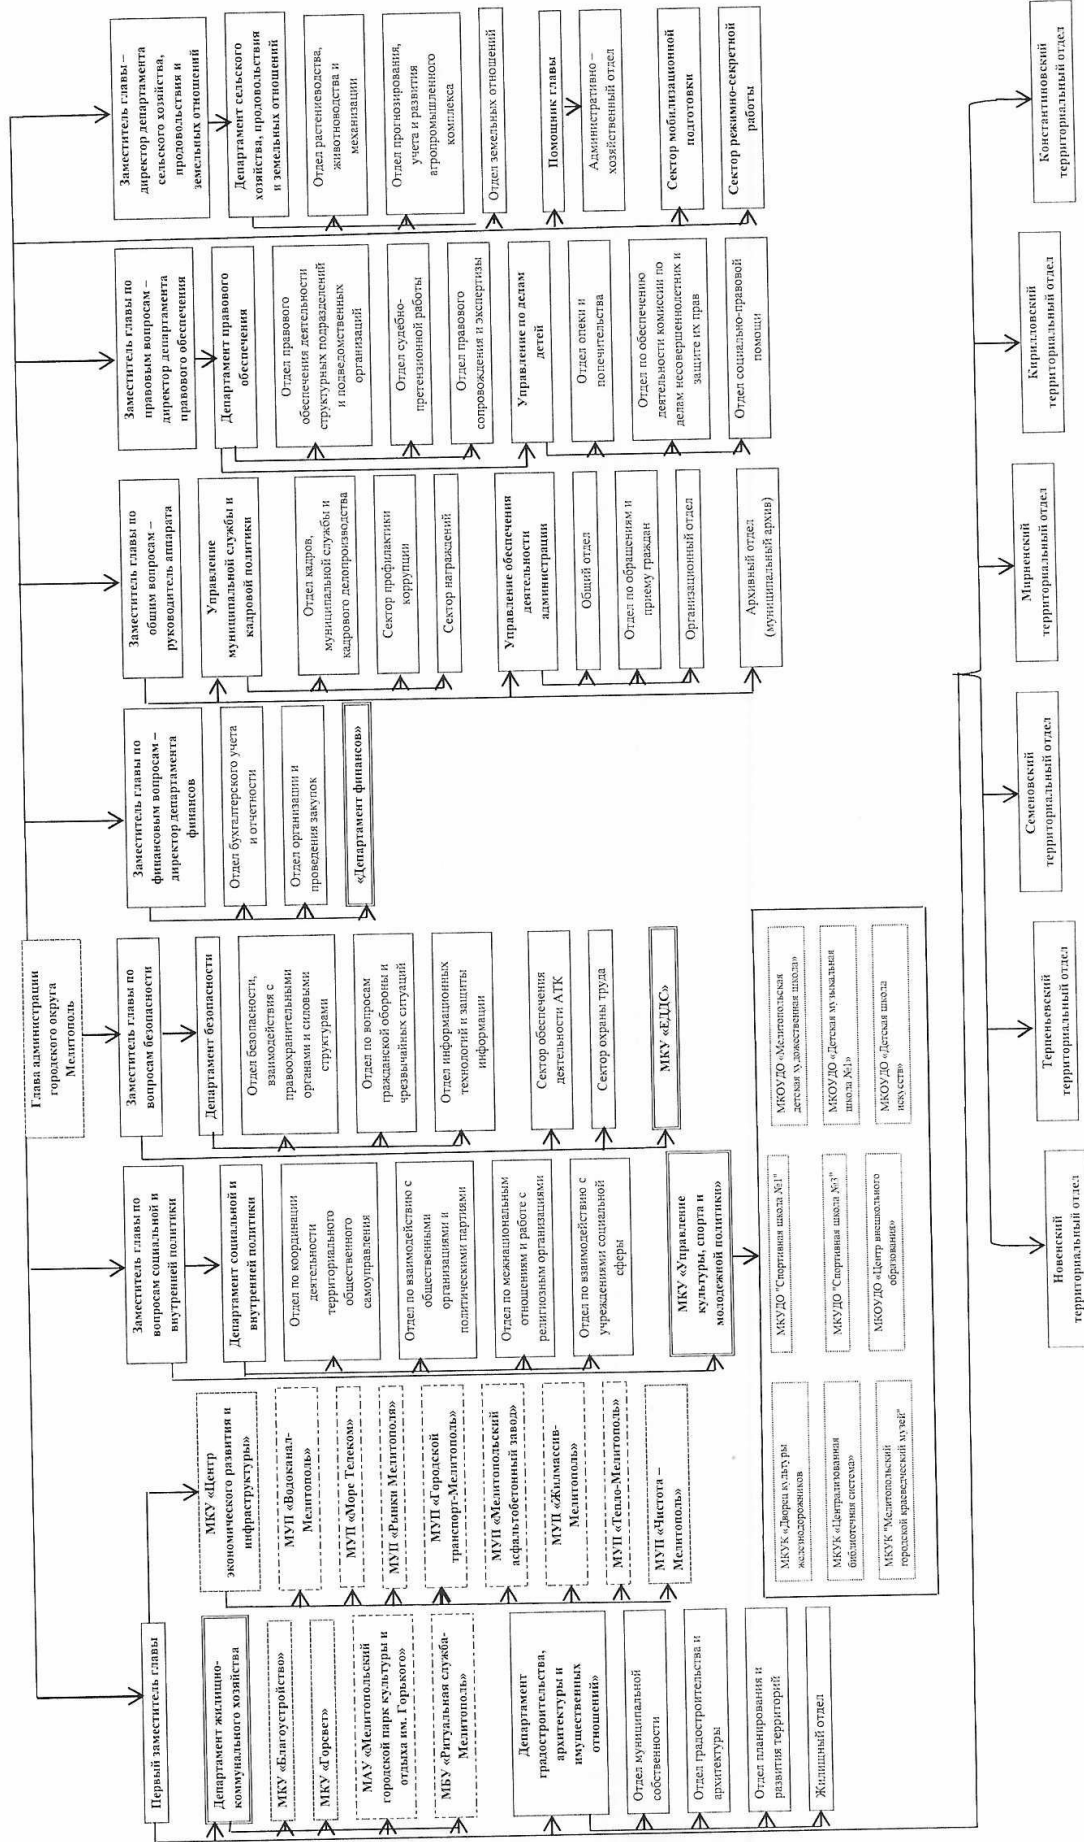 Глава администрации
городского округа
Мелитополь
Первый заместитель главы
Департамент жилищно-
коммунального хозяйства
МКУ «Благоустройство»
МКУ «Горсвет»
МАУ «Мелитопольский
городской парк культуры и
отдыха им. Горького»
МБУ «Ритуальная служба-
Мелитополь»
Департамент
градостроительства,
архитектуры и
имущественных
отношений»
Отдел муниципальной
собственности
Отдел градостроительства и
архитектуры
Отдел планирования и
развития территорий
Жилищный отдел
МКУ «Центр
экономического развития и
инфраструктуры»
МУП «Водоканал-
Мелитополь»
МУП «Море Телеком»
МУП «Рынки Мелитополя»
МУП «Городской
транспорт-Мелитополь»
МУП «Мелитопольский
асфальтобетонный завод»
МУП «Жилмассив-
Мелитополь»
МУП «Тепло-Мелитополь»
МУП «Чистота –
Мелитополь»
Заместитель главы по
вопросам социальной и
внутренней политики
Департамент социальной и
внутренней политики
Отдел по координации
деятельности
территориального
общественного
самоуправления
Отдел по взаимодействию с
общественными
организациями и
политическими партиями
Отдел по межнациональным
отношениям и работе с
религиозным организациями
Отдел по взаимодействию с
учреждениями социальной
сферы
МКУ «Управление
культуры, спорта и
молодежной политики»
МКУК «Дворец культуры
железнодорожников
МКУДО "Спортивная школа №1"
МКОУДО «Мелитопольская
детская художественная школа»
МКУК «Централизованная
библиотечная система»
МКУДО "Спортивная школа №3"
МКОУДО «Детская музыкальная
школа №1»
МКУК "Мелитопольский
городской краеведческий музей"
МКОУДО «Центр внешкольного
образования»
МКОУДО «Детская школа
искусств»
Заместитель главы по
вопросам безопасности
Департамент безопасности
Отдел безопасности,
взаимодействия с
правоохранительными
органами и силовыми
структурами
Отдел по вопросам
гражданской обороны и
чрезвычайных ситуаций
Отдел информационных
технологий и защиты
информации
Сектор обеспечения
деятельности АТК
Сектор охраны труда
МКУ «ЕДДС»
Заместитель главы по
финансовым вопросам –
директор департамента
финансов
Отдел бухгалтерского учета
и отчетности
Отдел организации и
проведения закупок
«Департамент финансов»
Заместитель главы по
общим вопросам –
руководитель аппарата
Управление
муниципальной службы и
кадровой политики
Отдел кадров,
муниципальной службы и
кадрового делопроизводства
Сектор профилактики
коррупции
Сектор награждений
Управление обеспечения
деятельности
администрации
Общий отдел
Отдел по обращениям и
приему граждан
Организационный отдел
Архивный отдел
(муниципальный архив)
Заместитель главы по
правовым вопросам –
директор департамента
правового обеспечения
Департамент правового
обеспечения
Отдел правового
обеспечения деятельности
структурных подразделений
и подведомственных
организаций
Отдел судебно-
претензионной работы
Отдел правового
сопровождения и экспертизы
Управление по делам
детей
Отдел опеки и
попечительства
Отдел по обеспечению
деятельности комиссии по
делам несовершеннолетних и
защите их прав
Отдел социально-правовой
помощи
Заместитель главы –
директор департамента
сельского хозяйства,
продовольствия и
земельных отношений
Департамент сельского
хозяйства, продовольствия
и земельных отношений
Отдел растениеводства,
животноводства и
механизации
Отдел прогнозирования,
учета и развития
агропромышленного
комплекса
Отдел земельных отношений
Помощник главы
Административно –
хозяйственный отдел
Сектор мобилизационной
подготовки
Сектор режимно-секретной
работы
Новенский
территориальный отдел
Терпеньевский
территориальный отдел
Семеновский
территориальный отдел
Мирненский
территориальный отдел
Кирилловский
территориальный отдел
Константиновский
территориальный отдел